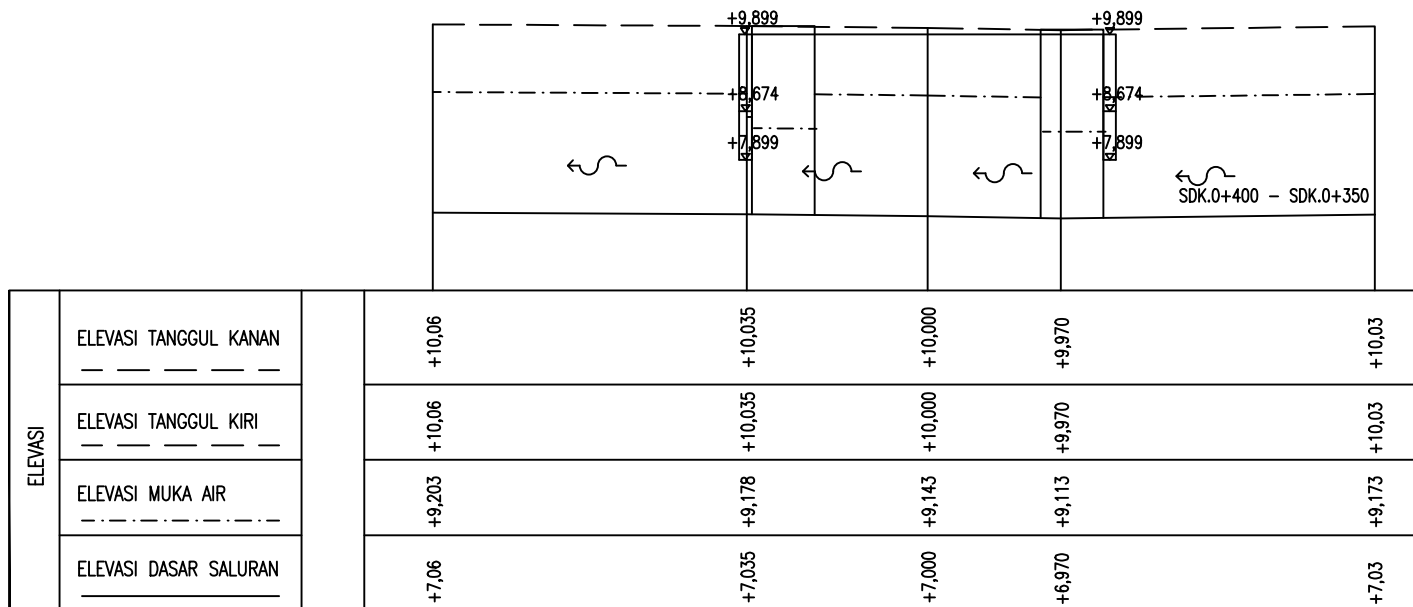 +9,899 +9,899
+8,674 +8,674
+7,899 +7,899
SDK.0+400 - SDK.0+350
ELEVASI
ELEVASI TANGGUL KANAN +10,06 +10,035 +10,000 +9,970 +10,03
ELEVASI TANGGUL KIRI +10,06 +10,035 +10,000 +9,970 +10,03
ELEVASI MUKA AIR +9,203 +9,178 +9,143 +9,113 +9,173
ELEVASI DASAR SALURAN +7,06 +7,035 +7,000 +6,970 +7,03